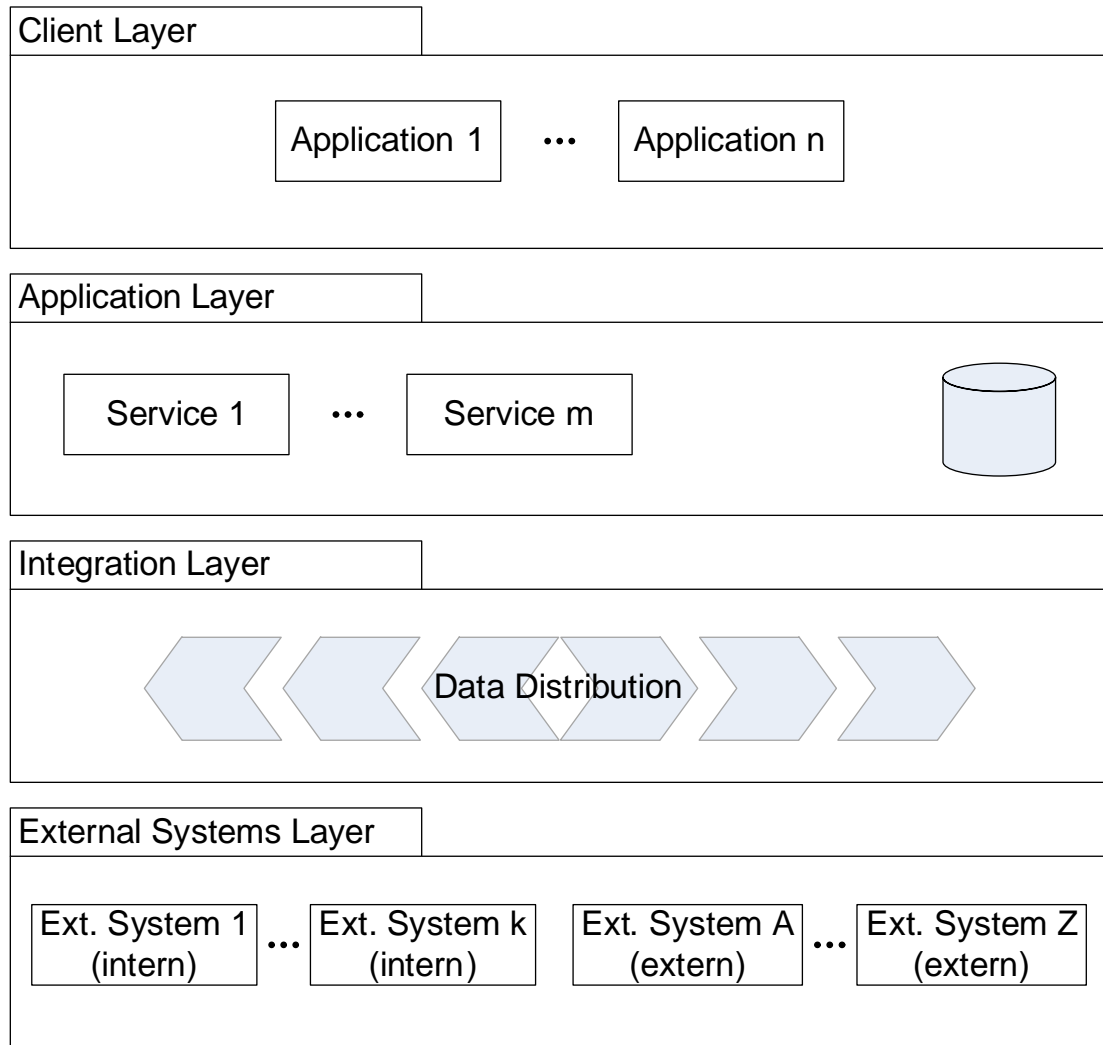 Client Layer
Application 1 ... Application n
Application Layer
Service 1 ... Service m
Integration Layer
Data Distribution
External Systems Layer
Ext. System 1 ... Ext. System k Ext. System A ... Ext. System Z
(intern) (intern) (extern) (extern)